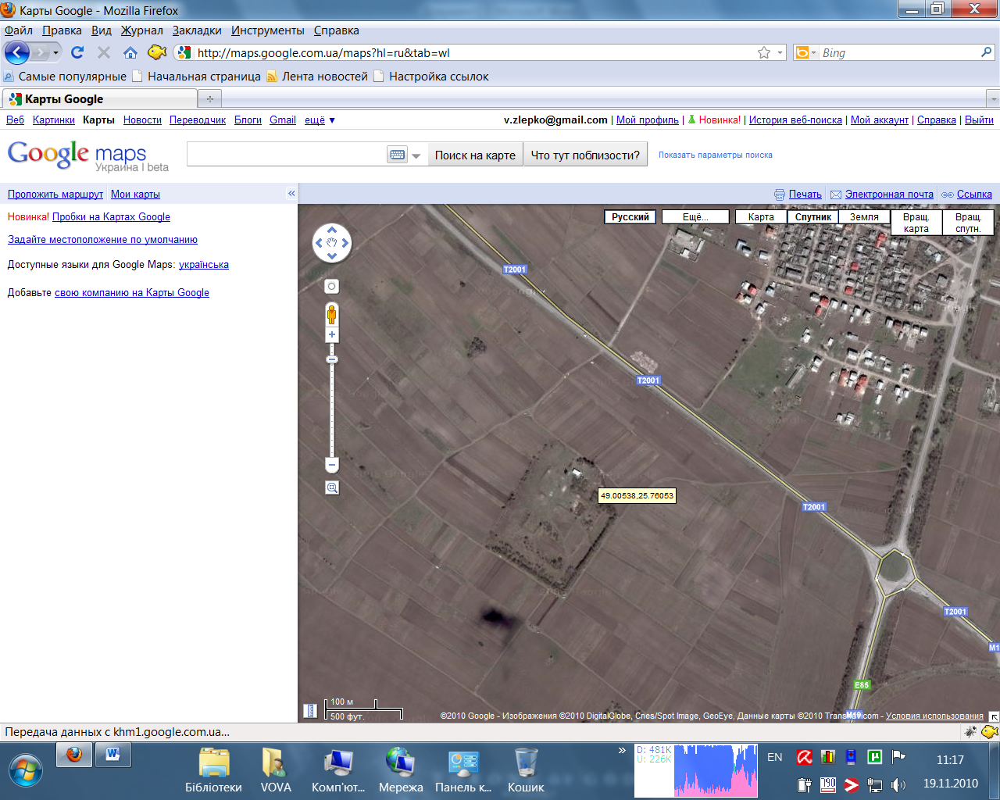 Карты Google - Mozilla Firefox
Файл Правка Вид Журнал Закладки Инструменты Справка
http://maps.google.com.ua/maps?hl=ru&tab=wl
Bing
Самые популярные Начальная страница Лента новостей Настройка ссылок
Карты Google
Веб Картинки Карты Новости Переводчик Блоги Gmail ещё ▼
v.zlepko@gmail.com | Мой профиль | Новинка! | История веб-поиска | Мой аккаунт | Справка | Выйти
Google maps
Украина | beta
Поиск на карте Что тут поблизости? Показать параметры поиска
Проложить маршрут Мои карты «
Печать Электронная почта Ссылка
Новинка! Пробки на Картах Google
Задайте местоположение по умолчанию
Доступные языки для Google Maps: українська
Добавьте свою компанию на Карты Google
Русский Ещё... Карта Спутник Земля
Вращ. карта
Вращ. спутн.
T2001
T2001
49.00538,25.76053
T2001
T2001
M1
E85
M19
100 м
500 фут.
©2010 Google - Изображения ©2010 DigitalGlobe, Cnes/Spot Image, GeoEye, Данные карты ©2010 Transnavicom - Условия использования
Передача данных с khm1.google.com.ua...
Бібліотеки VOVA Комп'ют... Мережа Панель к... Кошик
»
D: 481K
U: 226K
EN
11:17
19.11.2010